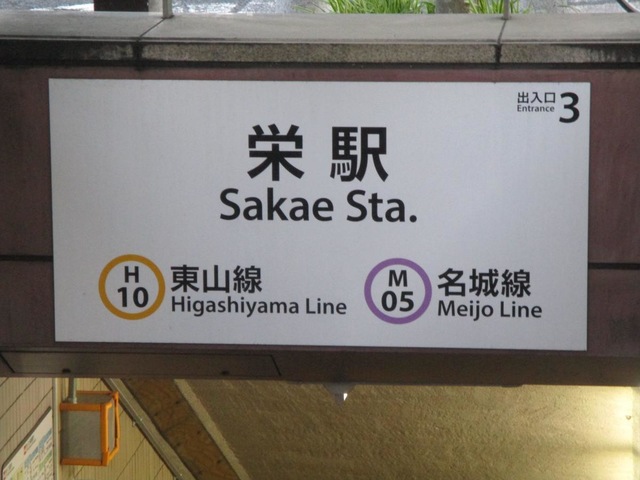 出入口 3
Entrance
栄駅
Sakae Sta.
H 東山線
10 Higashiyama Line
M 名城線
05 Meijo Line